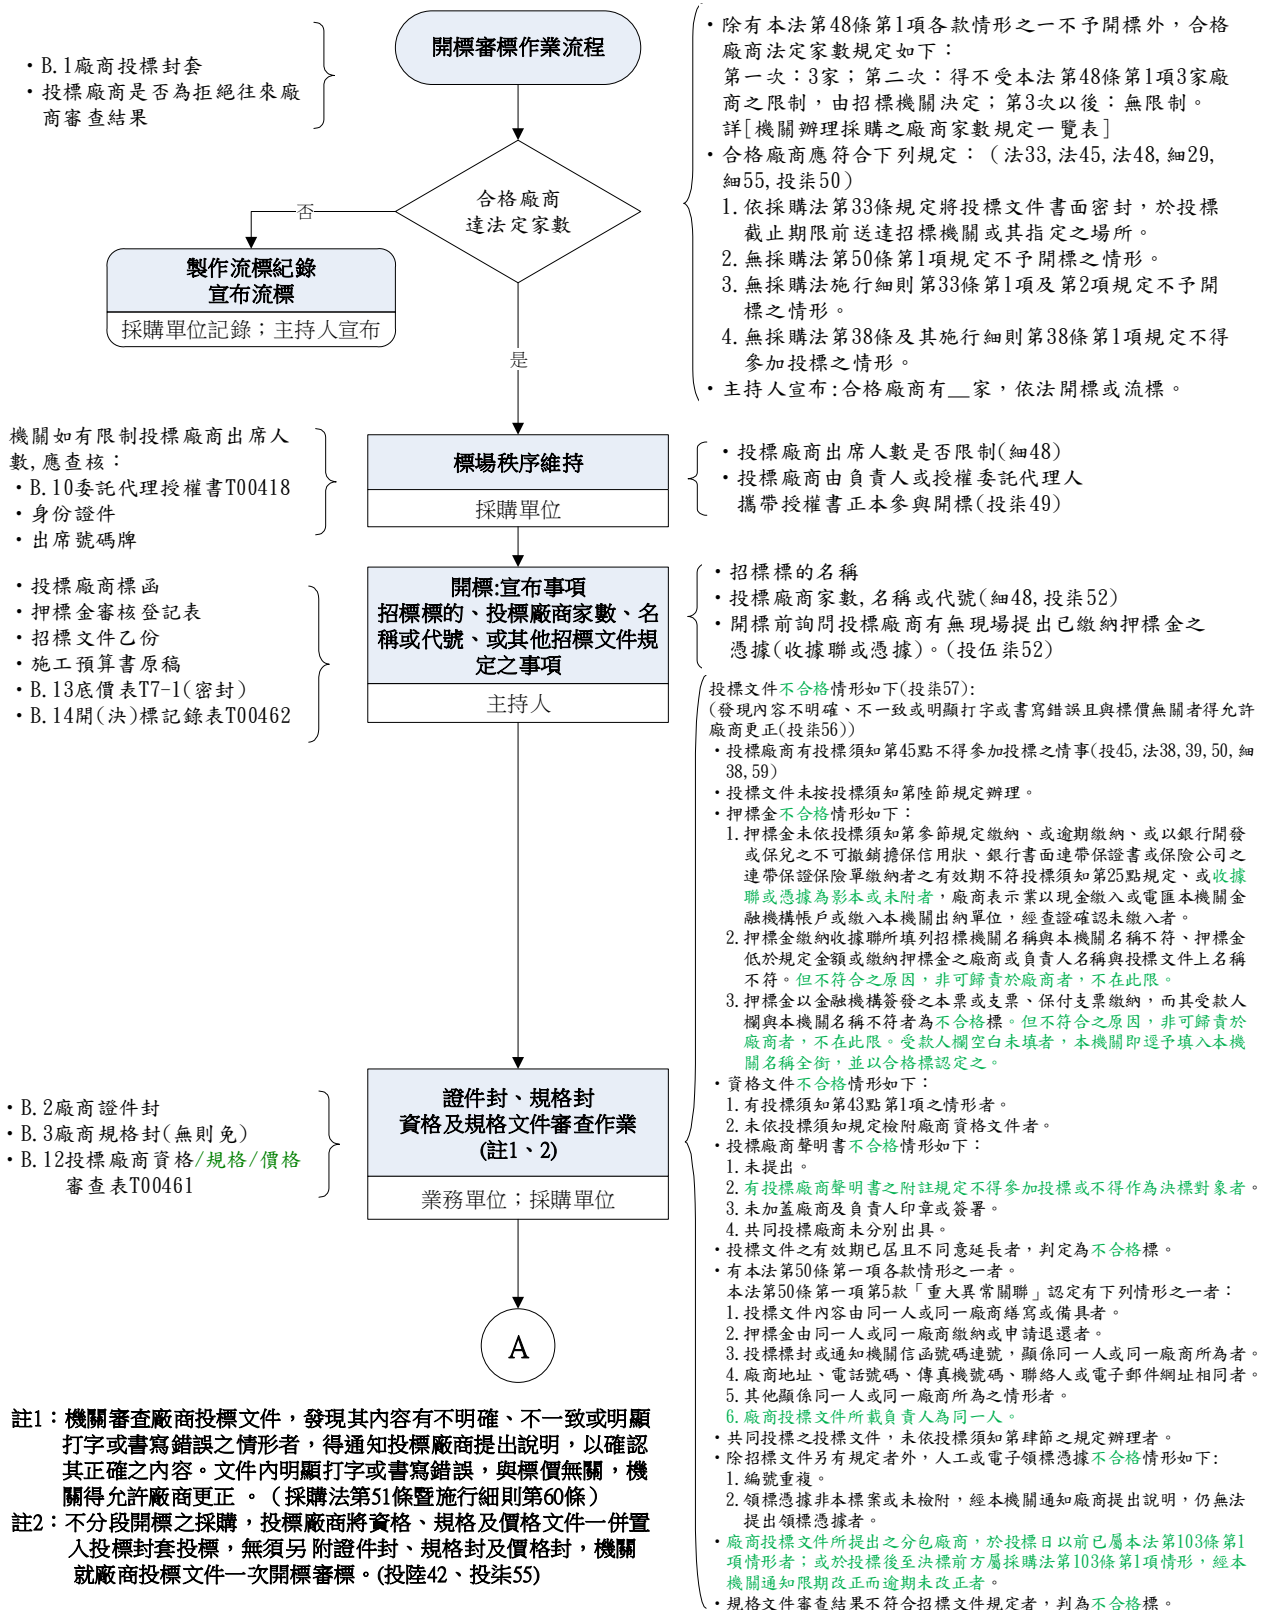 開標審標作業流程
・B.1廠商投標封套
・投標廠商是否為拒絕往來廠
商審查結果
・除有本法第48條第1項各款情形之一不予開標外，合格
廠商法定家數規定如下：
第一次：3家；第二次：得不受本法第48條第1項3家廠
商之限制，由招標機關決定；第3次以後：無限制。
詳[機關辦理採購之廠商家數規定一覽表]
・合格廠商應符合下列規定：（法33,法45,法48,細29,
細55,投柒50）
1.依採購法第33條規定將投標文件書面密封，於投標
截止期限前送達招標機關或其指定之場所。
2.無採購法第50條第1項規定不予開標之情形。
3.無採購法施行細則第33條第1項及第2項規定不予開
標之情形。
4.無採購法第38條及其施行細則第38條第1項規定不得
參加投標之情形。
・主持人宣布:合格廠商有__家，依法開標或流標。
合格廠商
達法定家數
否
製作流標紀錄
宣布流標
採購單位記錄；主持人宣布
是
機關如有限制投標廠商出席人
數,應查核：
・B.10委託代理授權書T00418
・身份證件
・出席號碼牌
標場秩序維持
採購單位
・投標廠商出席人數是否限制(細48)
・投標廠商由負責人或授權委託代理人
攜帶授權書正本參與開標(投柒49)
・投標廠商標函
・押標金審核登記表
・招標文件乙份
・施工預算書原稿
・B.13底價表T7-1(密封)
・B.14開(決)標記錄表T00462
開標:宣布事項
招標標的、投標廠商家數、名
稱或代號、或其他招標文件規
定之事項
主持人
・招標標的名稱
・投標廠商家數,名稱或代號(細48,投柒52)
・開標前詢問投標廠商有無現場提出已繳納押標金之
憑據(收據聯或憑據)。(投伍柒52)
投標文件不合格情形如下(投柒57):
(發現內容不明確、不一致或明顯打字或書寫錯誤且與標價無關者得允許
廠商更正(投柒56))
・投標廠商有投標須知第45點不得參加投標之情事(投45,法38,39,50,細
38,59)
・投標文件未按投標須知第陸節規定辦理。
・押標金不合格情形如下：
1.押標金未依投標須知第參節規定繳納、或逾期繳納、或以銀行開發
或保兌之不可撤銷擔保信用狀、銀行書面連帶保證書或保險公司之
連帶保證保險單繳納者之有效期不符投標須知第25點規定、或收據
聯或憑據為影本或未附者，廠商表示業以現金繳入或電匯本機關金
融機構帳戶或繳入本機關出納單位，經查證確認未繳入者。
2.押標金繳納收據聯所填列招標機關名稱與本機關名稱不符、押標金
低於規定金額或繳納押標金之廠商或負責人名稱與投標文件上名稱
不符。但不符合之原因，非可歸責於廠商者，不在此限。
3.押標金以金融機構簽發之本票或支票、保付支票繳納，而其受款人
欄與本機關名稱不符者為不合格標。但不符合之原因，非可歸責於
廠商者，不在此限。受款人欄空白未填者，本機關即逕予填入本機
關名稱全銜，並以合格標認定之。
・資格文件不合格情形如下：
1.有投標須知第43點第1項之情形者。
2.未依投標須知規定檢附廠商資格文件者。
・投標廠商聲明書不合格情形如下：
1.未提出。
2.有投標廠商聲明書之附註規定不得參加投標或不得作為決標對象者。
3.未加蓋廠商及負責人印章或簽署。
4.共同投標廠商未分別出具。
・投標文件之有效期已屆且不同意延長者，判定為不合格標。
・有本法第50條第一項各款情形之一者。
本法第50條第一項第5款「重大異常關聯」認定有下列情形之一者：
1.投標文件內容由同一人或同一廠商繕寫或備具者。
2.押標金由同一人或同一廠商繳納或申請退還者。
3.投標標封或通知機關信函號碼連號，顯係同一人或同一廠商所為者。
4.廠商地址、電話號碼、傳真機號碼、聯絡人或電子郵件網址相同者。
5.其他顯係同一人或同一廠商所為之情形者。
6.廠商投標文件所載負責人為同一人。
・共同投標之投標文件，未依投標須知第肆節之規定辦理者。
・除招標文件另有規定者外，人工或電子領標憑據不合格情形如下:
1.編號重複。
2.領標憑據非本標案或未檢附，經本機關通知廠商提出說明，仍無法
提出領標憑據者。
・廠商投標文件所提出之分包廠商，於投標日以前已屬本法第103條第1
項情形者；或於投標後至決標前方屬採購法第103條第1項情形，經本
機關通知限期改正而逾期未改正者。
・規格文件審查結果不符合招標文件規定者，判為不合格標。
・B.2廠商證件封
・B.3廠商規格封(無則免)
・B.12投標廠商資格/規格/價格
審查表T00461
證件封、規格封
資格及規格文件審查作業
(註1、2)
業務單位；採購單位
A
註1：機關審查廠商投標文件，發現其內容有不明確、不一致或明顯
打字或書寫錯誤之情形者，得通知投標廠商提出說明，以確認
其正確之內容。文件內明顯打字或書寫錯誤，與標價無關，機
關得允許廠商更正 。（採購法第51條暨施行細則第60條）
註2：不分段開標之採購，投標廠商將資格、規格及價格文件一併置
入投標封套投標，無須另 附證件封、規格封及價格封，機關
就廠商投標文件一次開標審標。(投陸42、投柒55)